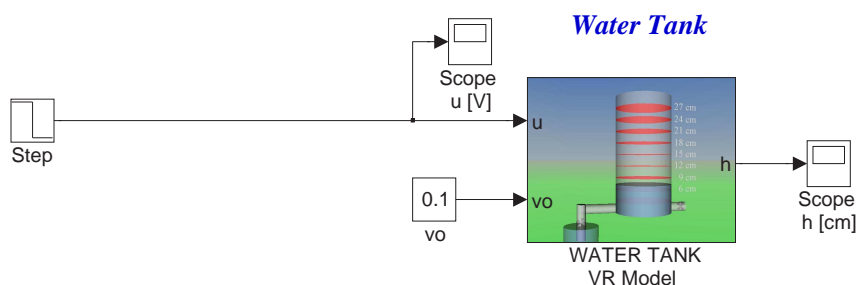 Water Tank
Scope
u [V]
Step
u
27 cm
24 cm
21 cm
18 cm
15 cm
12 cm
9 cm
6 cm
h
Scope
h [cm]
0.1
vo
vo
WATER TANK
VR Model